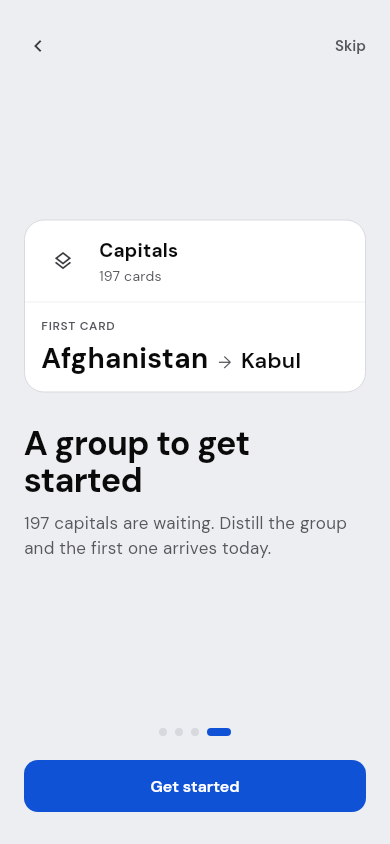 Skip
Capitals
197 cards
FIRST CARD
Afghanistan → Kabul
A group to get
started
197 capitals are waiting. Distill the group
and the first one arrives today.
Get started